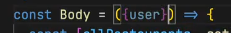 const Body = ({user}) => {